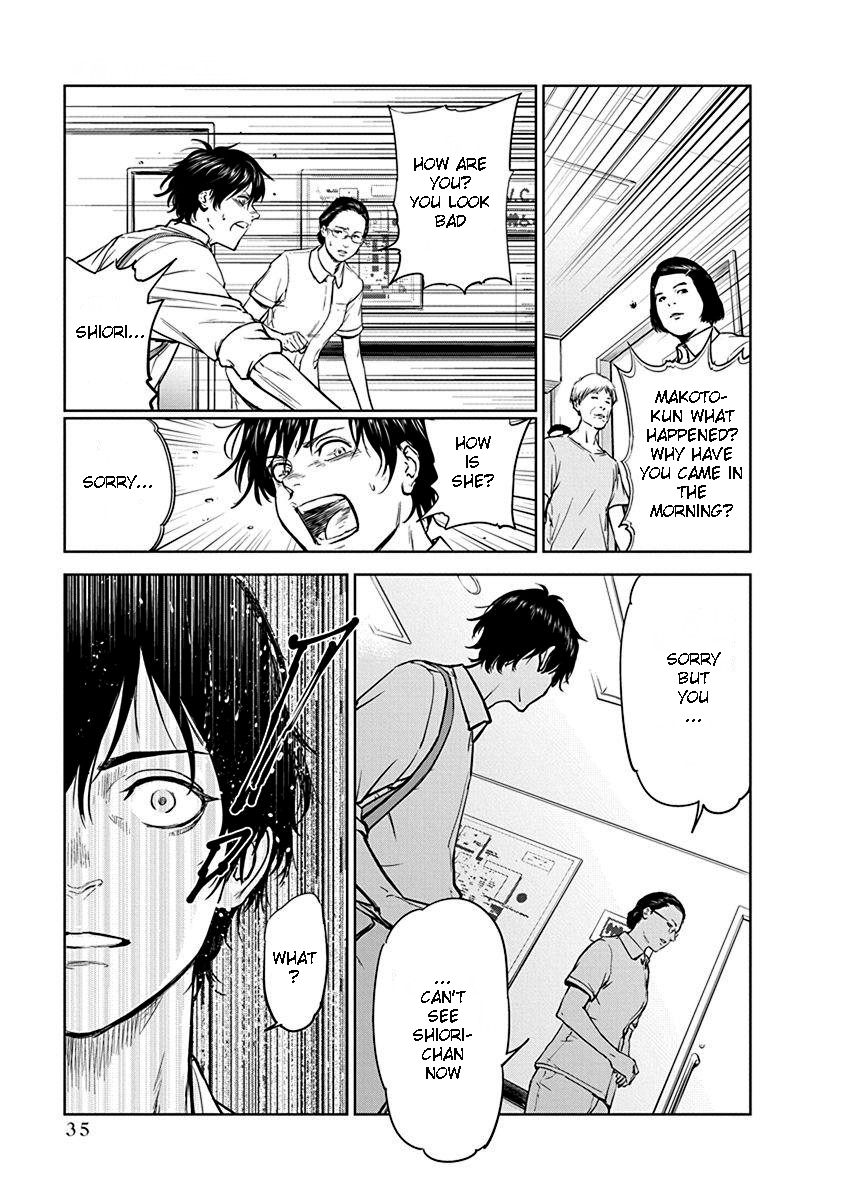 MAKOTO-
KUN WHAT
HAPPENED?
WHY HAVE
YOU CAME IN
THE
MORNING?
HOW ARE
YOU?
YOU LOOK
BAD
SHIORI...
HOW
IS
SHE?
SORRY...
SORRY
BUT
YOU
...
...
CAN'T
SEE
SHIORI-
CHAN
NOW
WHAT
?
35